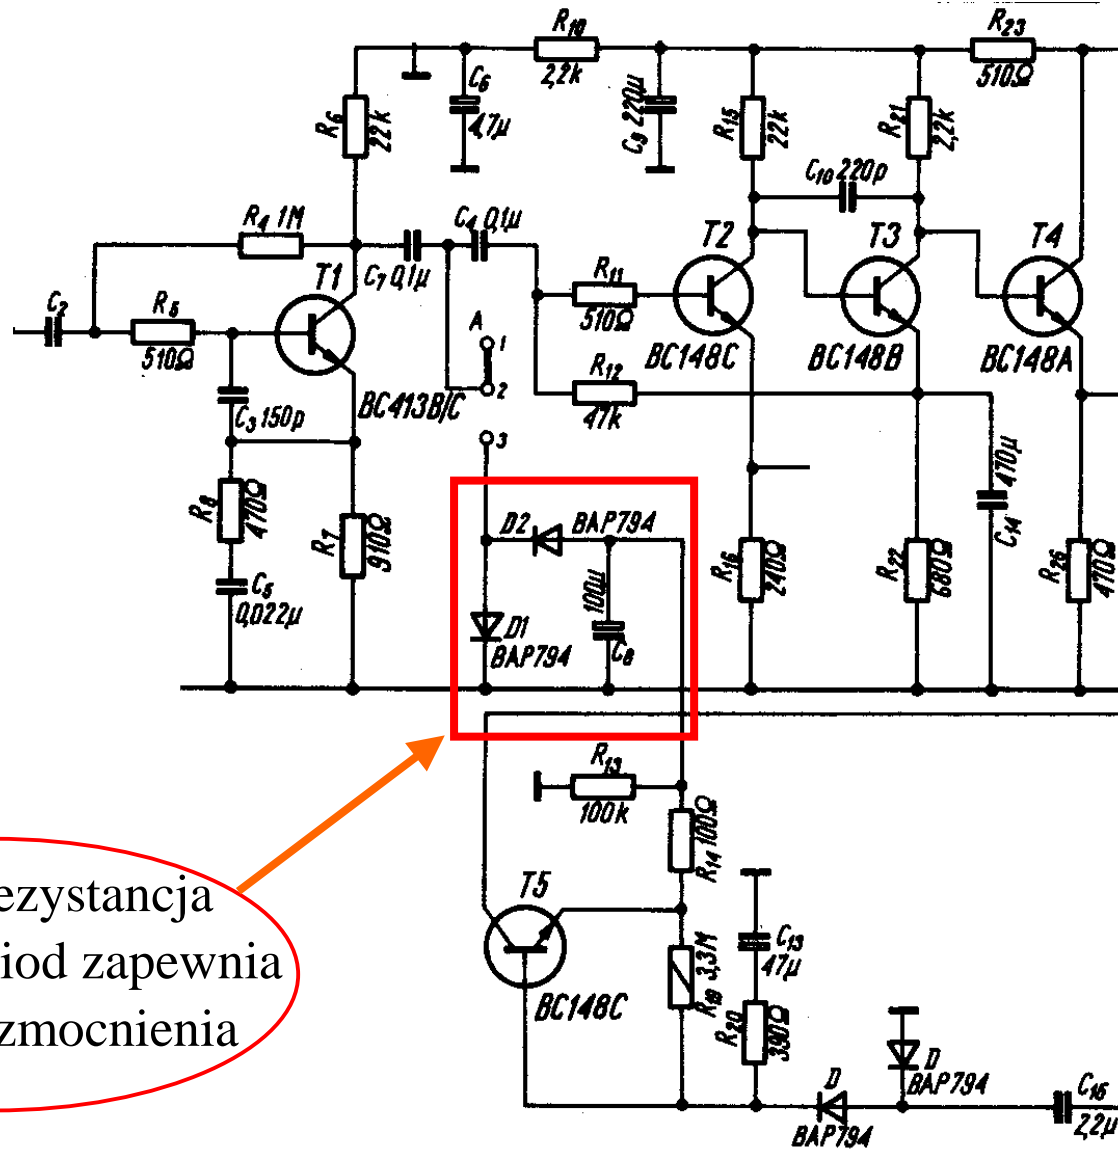 R10
2,2k
R23
510Ω
C6
4,7μ
C9 220μ
R6
22k
R15
22k
R21
2,2k
C10 220p
R4 1M
C4 0,1μ
C7 0,1μ
T1
T2
T3
T4
C2
R5
510Ω
R11
510Ω
A
1
2
3
BC148C
BC148B
BC148A
R12
47k
BC413B/C
C3 150p
R8
470Ω
R7
910Ω
C5
0,022μ
D2
BAP794
100μ
C8
D1
BAP794
R16
240Ω
R22
680Ω
470μ
C14
R26
470Ω
R13
100k
R14 100Ω
ezystancja
iod zapewnia
zmocnienia
T5
BC148C
R18 3,3M
C13
47μ
R20
390Ω
D
BAP794
D
BAP794
2,2μ